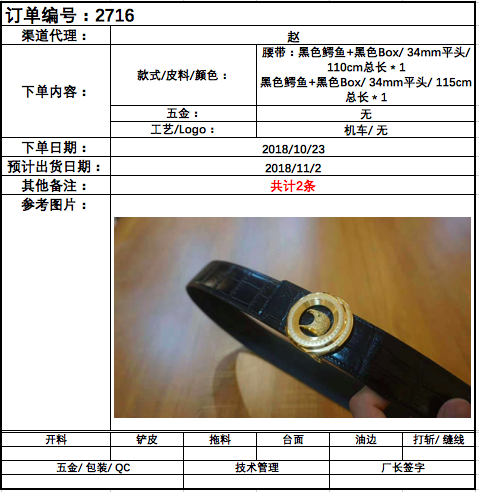 订单编号：2716
渠道代理：
赵
下单内容：
款式/皮料/颜色：
腰带：黑色鳄鱼+黑色Box/ 34mm平头/
110cm总长＊1
黑色鳄鱼+黑色Box/ 34mm平头/ 115cm
总长＊1
五金：
无
工艺/Logo：
机车/ 无
下单日期：
2018/10/23
预计出货日期：
2018/11/2
其他备注：
共计2条
参考图片：
开料 铲皮 拖料 台面 油边 打斩/ 缝线
五金/ 包装/ QC 技术管理 厂长签字